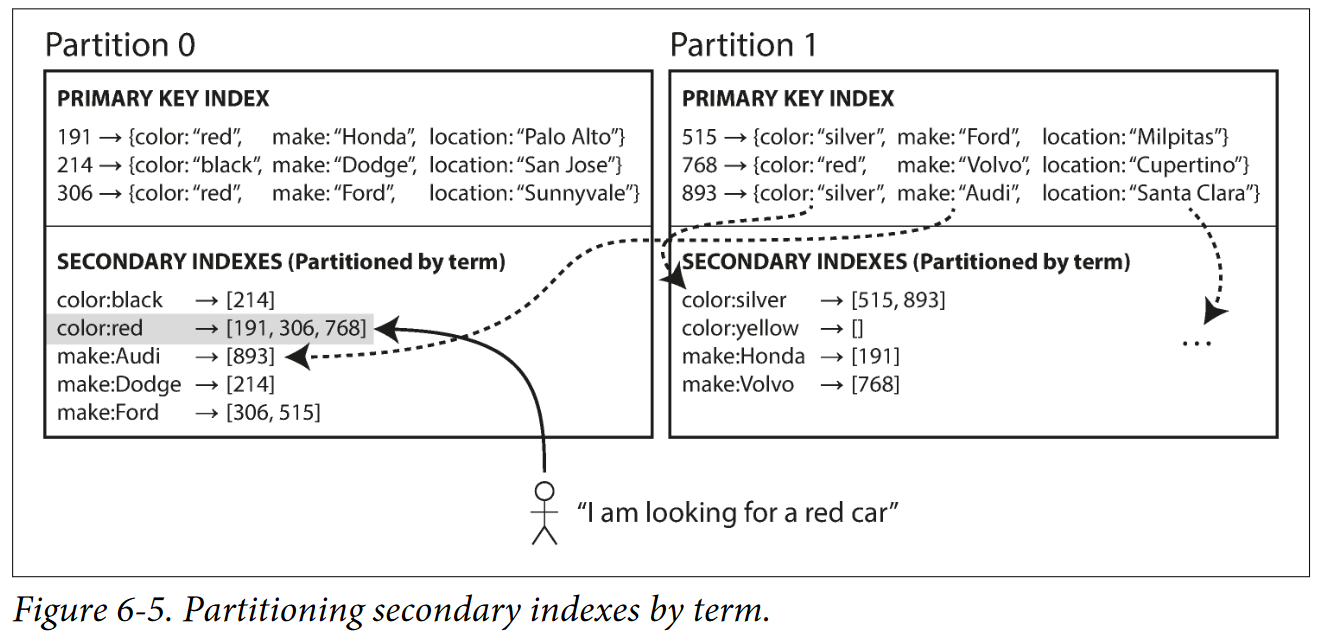 Partition 0
PRIMARY KEY INDEX
191 → {color: “red”, make: “Honda”, location: “Palo Alto”}
214 → {color: “black”, make: “Dodge”, location: “San Jose”}
306 → {color: “red”, make: “Ford”, location: “Sunnyvale”}
SECONDARY INDEXES (Partitioned by term)
color:black → [214]
color:red → [191, 306, 768]
make:Audi → [893]
make:Dodge → [214]
make:Ford → [306, 515]
Partition 1
PRIMARY KEY INDEX
515 → {color: “silver”, make: “Ford”, location: “Milpitas”}
768 → {color: “red”, make: “Volvo”, location: “Cupertino”}
893 → {color: “silver”, make: “Audi”, location: “Santa Clara”}
SECONDARY INDEXES (Partitioned by term)
color:silver → [515, 893]
color:yellow → []
make:Honda → [191]
make:Volvo → [768]
...
“I am looking for a red car”
Figure 6-5. Partitioning secondary indexes by term.